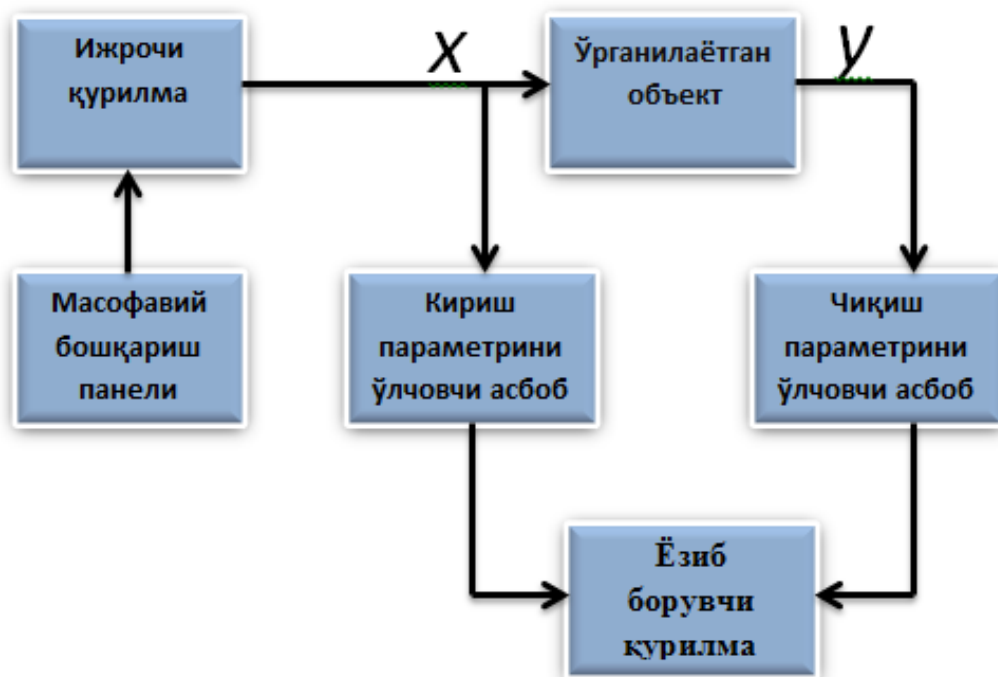 Ижрочи
қурилма
X
Ўрганилаётган
объект
y
Масофавий
бошқариш
панели
Кириш
параметрини
ўлчовчи асбоб
Чиқиш
параметрини
ўлчовчи асбоб
Ёзиб
борувчи
қурилма